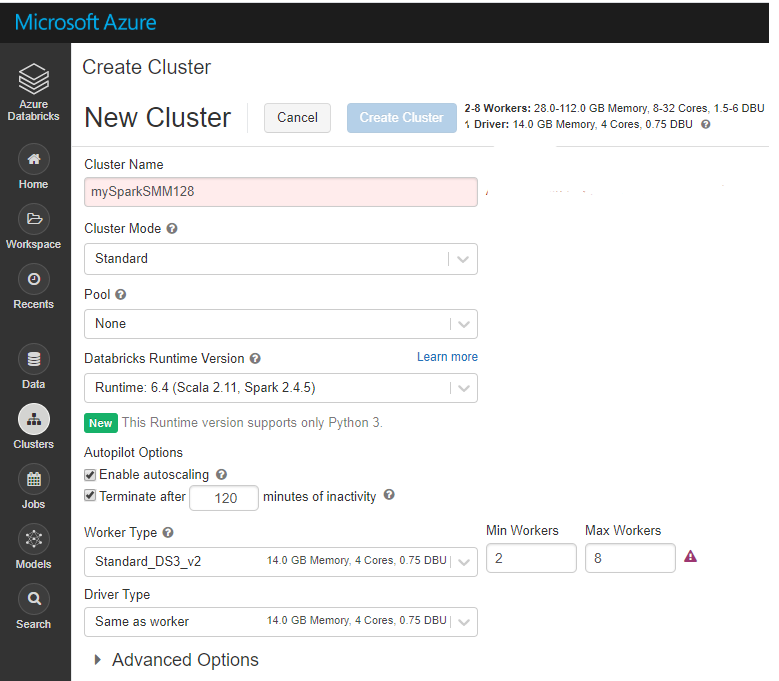 Microsoft Azure
Azure
Databricks
Home
Workspace
Recents
Data
Clusters
Jobs
Models
Search
Create Cluster
New Cluster
Cancel
Create Cluster
2-8 Workers: 28.0-112.0 GB Memory, 8-32 Cores, 1.5-6 DBU
1 Driver: 14.0 GB Memory, 4 Cores, 0.75 DBU ?
Cluster Name
mySparkSMM128
Cluster Mode ?
Standard
Pool ?
None
Databricks Runtime Version ? Learn more
Runtime: 6.4 (Scala 2.11, Spark 2.4.5)
New This Runtime version supports only Python 3.
Autopilot Options
Enable autoscaling ?
Terminate after 120 minutes of inactivity ?
Worker Type ? Min Workers Max Workers
Standard_DS3_v2 14.0 GB Memory, 4 Cores, 0.75 DBU 2 8
Driver Type
Same as worker 14.0 GB Memory, 4 Cores, 0.75 DBU
Advanced Options